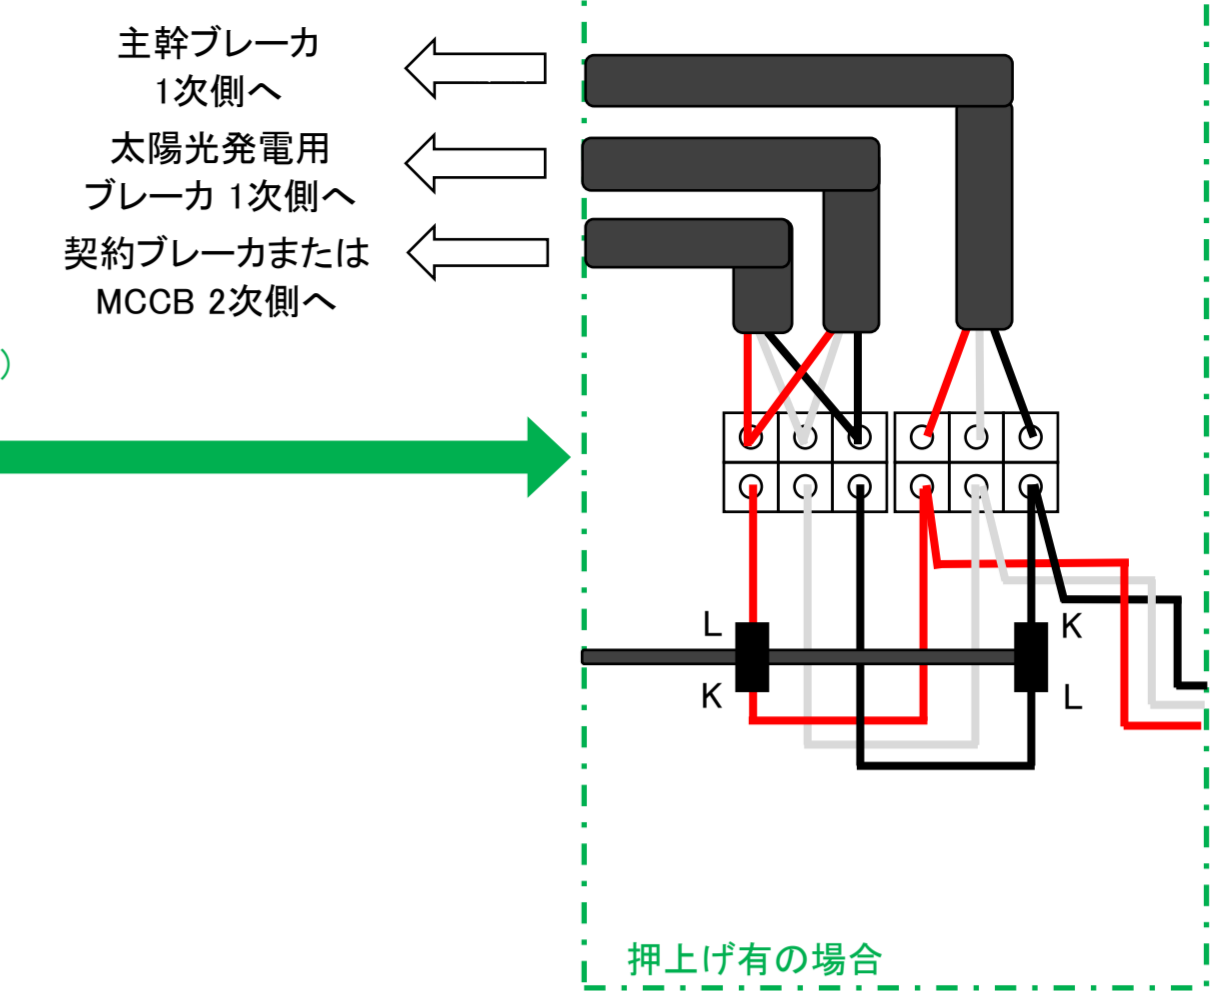 主幹ブレーカ
1次側へ
太陽光発電用
ブレーカ 1次側へ
契約ブレーカまたは
MCCB 2次側へ
)
L
K
K
L
押上げ有の場合